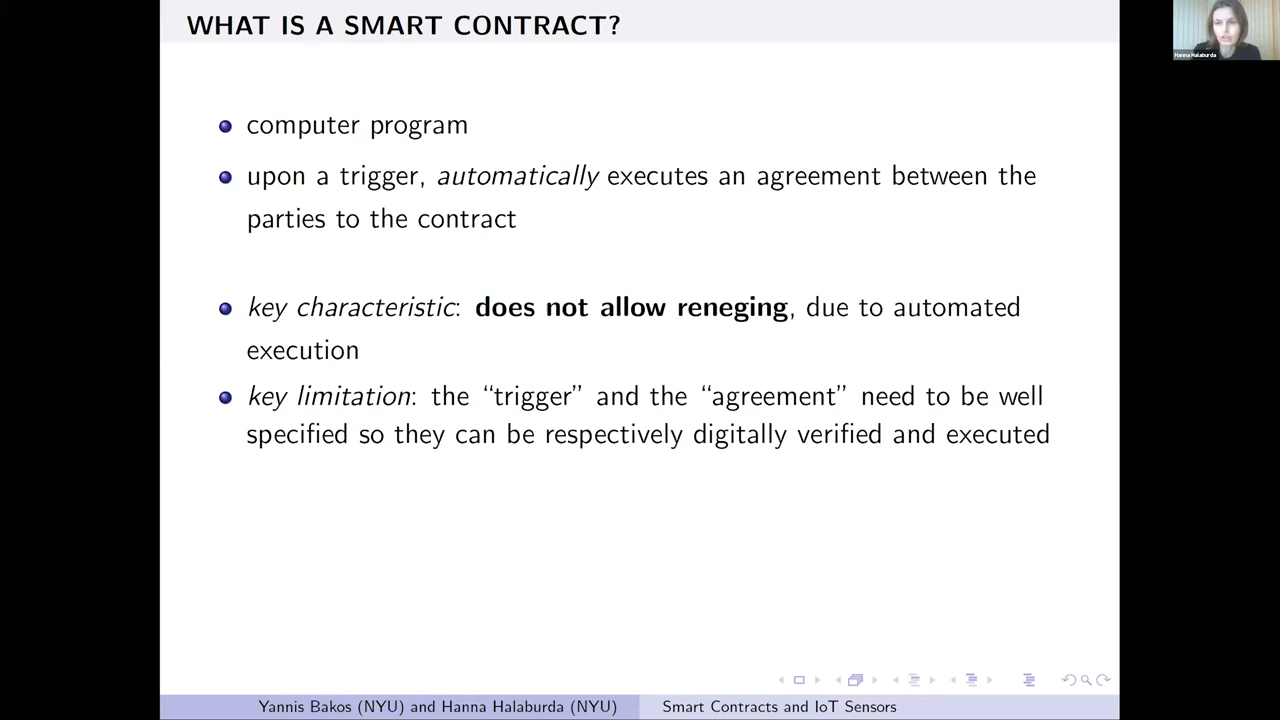 WHAT IS A SMART CONTRACT?
Hanna Halaburda
computer program
upon a trigger, automatically executes an agreement between the
parties to the contract
key characteristic: does not allow reneging, due to automated
execution
key limitation: the “trigger” and the “agreement” need to be well
specified so they can be respectively digitally verified and executed
Yannis Bakos (NYU) and Hanna Halaburda (NYU)
Smart Contracts and IoT Sensors